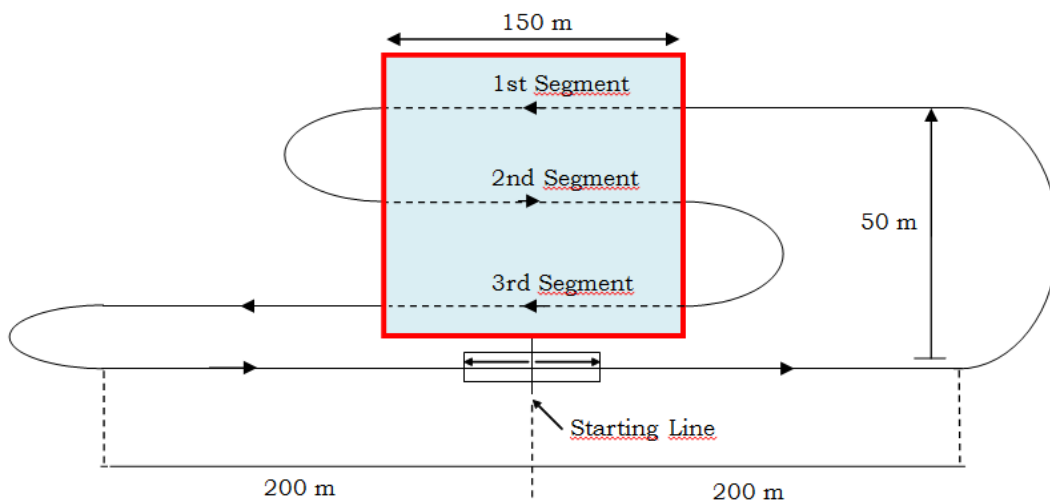 150 m
1st Segment
2nd Segment
50 m
3rd Segment
Starting Line
200 m
200 m